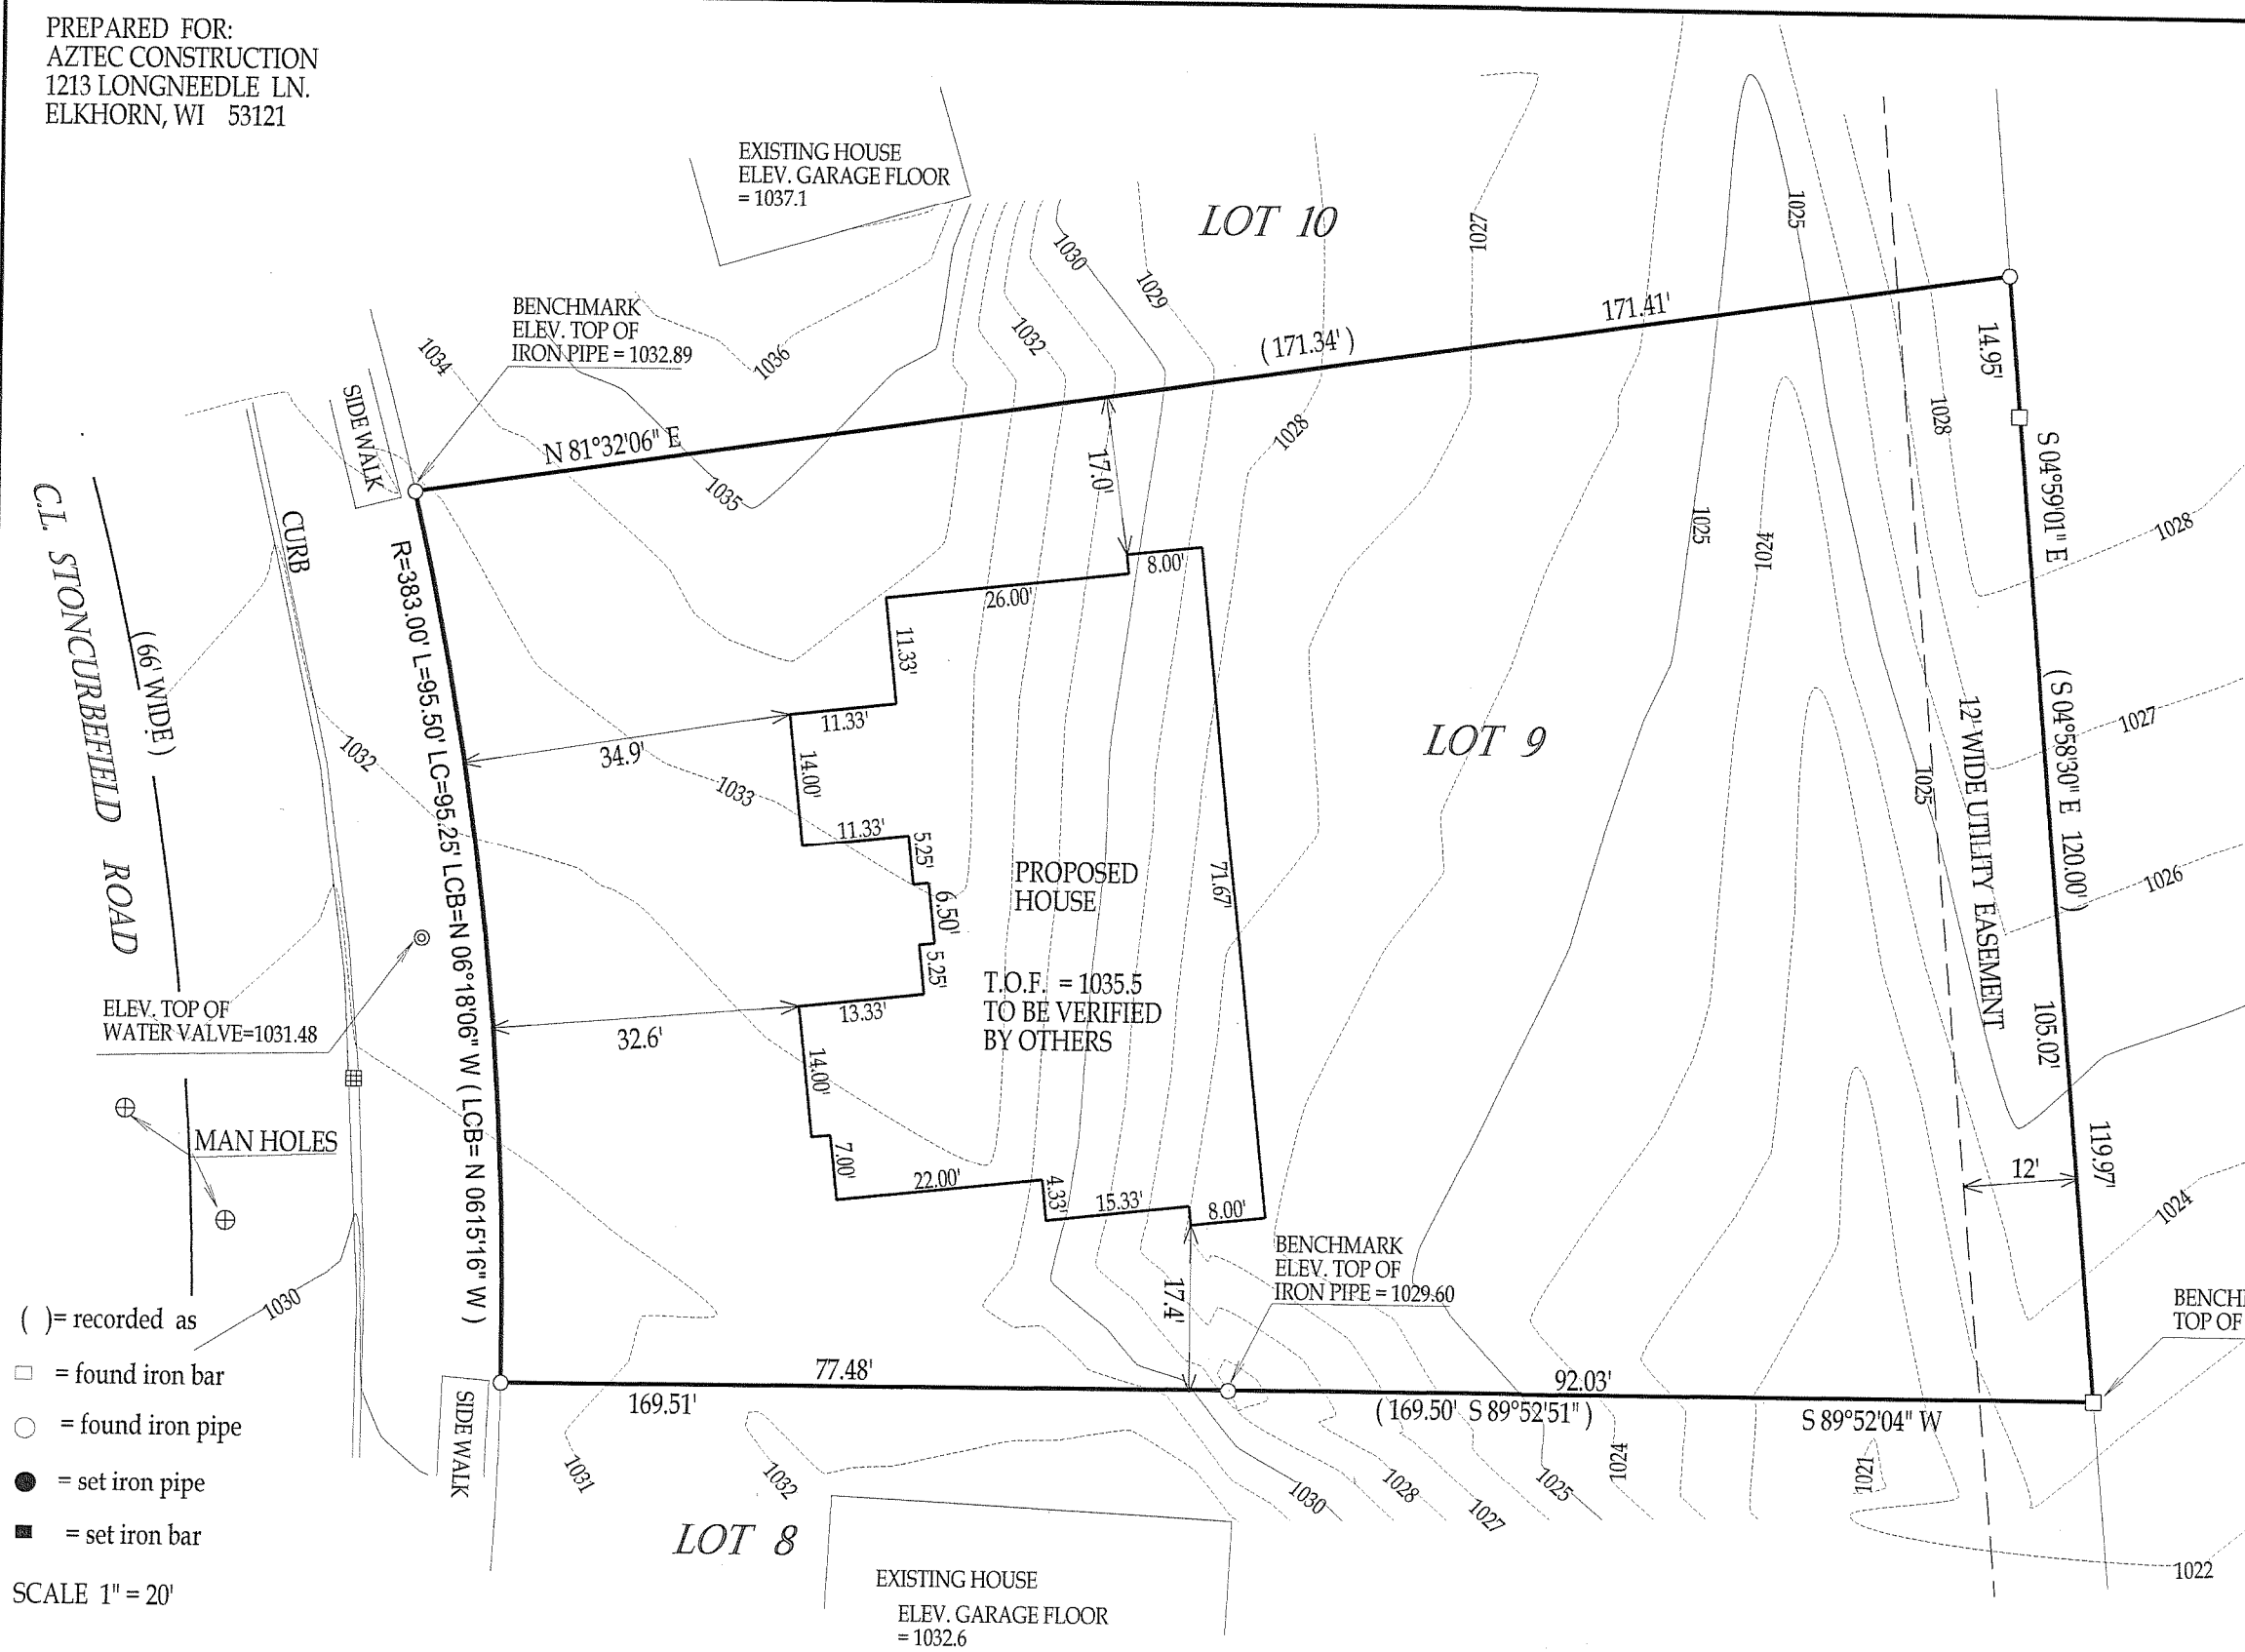 PREPARED FOR:
AZTEC CONSTRUCTION
1213 LONGNEEDLE LN.
ELKHORN, WI 53121
EXISTING HOUSE
ELEV. GARAGE FLOOR
= 1037.1
LOT 10
1030
1029
1027
1025
BENCHMARK
ELEV. TOP OF
IRON PIPE = 1032.89
1034
1036
1032
( 171.34' )
171.41'
14.95'
SIDEWALK
N 81°32'06" E
1035
17.0'
1028
1028
S 04°59'01" E
1028
C.L. STONCURBEFIELD ROAD
( 66' WIDE )
CURB
R=383.00' L=95.50' LC=95.25' LCB=N 06°18'06" W ( LCB= N 0615'16" W )
8.00'
26.00'
11.33'
11.33'
1025
1024
34.9'
14.00'
1032
1033
11.33'
5.25'
6.50'
5.25'
LOT 9
12' WIDE UTILITY EASEMENT
1025
( S 04°58'30" E 120.00' )
1027
1026
PROPOSED
HOUSE
71.67'
T.O.F. = 1035.5
TO BE VERIFIED
BY OTHERS
ELEV. TOP OF
WATER VALVE=1031.48
32.6'
13.33'
14.00'
105.02'
MAN HOLES
7.00'
22.00'
4.33'
15.33'
8.00'
12'
119.97'
1024
17.4'
BENCHMARK
ELEV. TOP OF
IRON PIPE = 1029.60
1030
BENCH
TOP OF
( )= recorded as
= found iron bar
= found iron pipe
= set iron pipe
= set iron bar
SCALE 1" = 20'
SIDEWALK
77.48'
169.51'
92.03'
( 169.50' S 89°52'51" )
S 89°52'04" W
1031
1032
1030
1028
1027
1025
1024
1021
1022
LOT 8
EXISTING HOUSE
ELEV. GARAGE FLOOR
= 1032.6